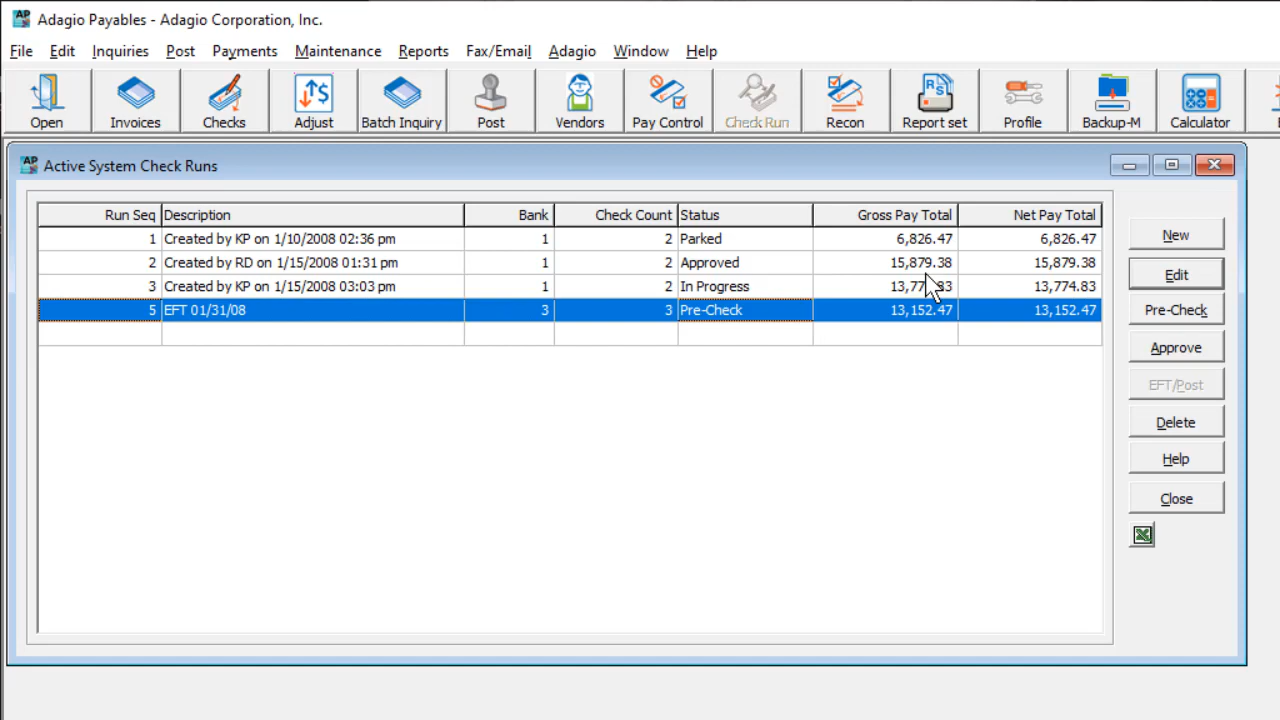 Adagio Payables - Adagio Corporation, Inc.
File Edit Inquiries Post Payments Maintenance Reports Fax/Email Adagio Window Help
Open Invoices Checks Adjust Batch Inquiry Post Vendors Pay Control Check Run Recon Report set Profile Backup-M Calculator
Active System Check Runs
Run Seq Description Bank Check Count Status Gross Pay Total Net Pay Total
1 Created by KP on 1/10/2008 02:36 pm 1 2 Parked 6,826.47 6,826.47
2 Created by RD on 1/15/2008 01:31 pm 1 2 Approved 15,879.38 15,879.38
3 Created by KP on 1/15/2008 03:03 pm 1 2 In Progress 13,774.83
5 EFT 01/31/08 3 3 Pre-Check 13,152.47 13,152.47
New
Edit
Pre-Check
Approve
EFT/Post
Delete
Help
Close